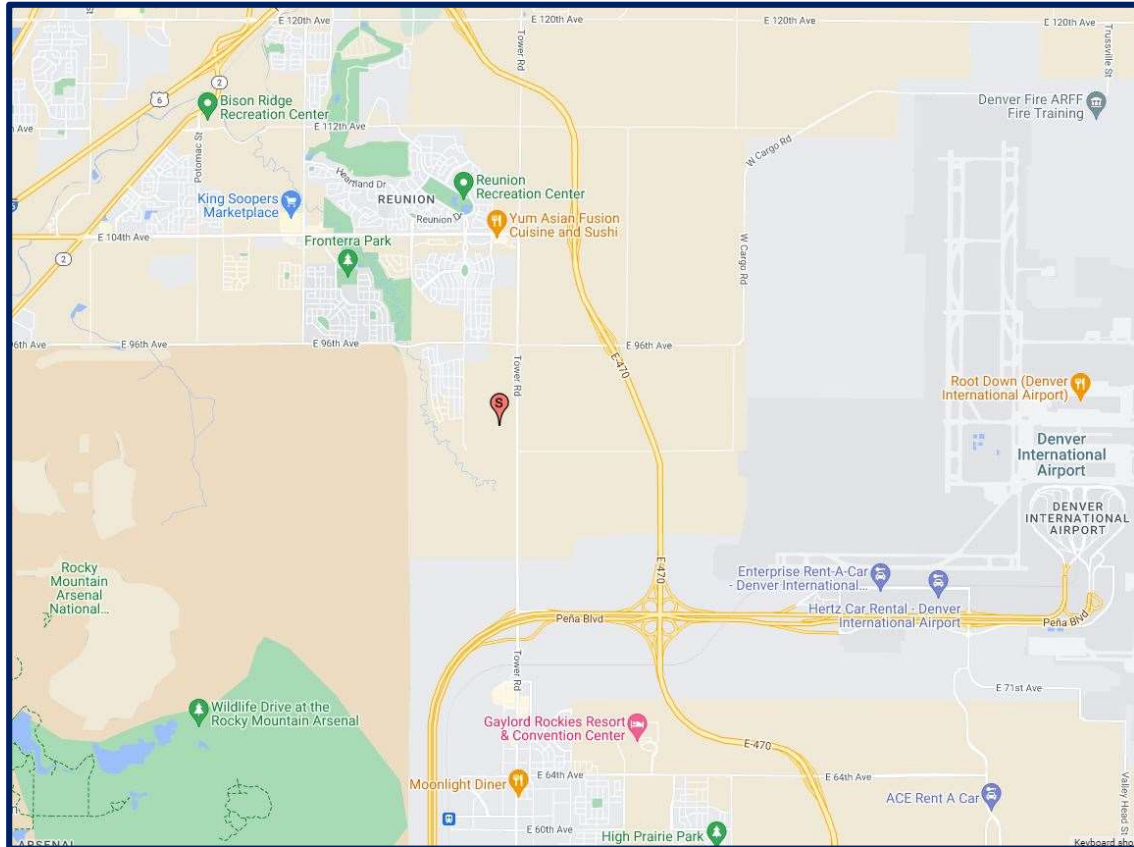 E 120th Ave
E 120th Ave
E 120th Ave
Tower Rd
Trussville St
6
2
Bison Ridge
Recreation Center
Denver Fire ARFF
Fire Training
Ave
E 112th Ave
Potomac St
W Cargo Rd
Heartland Dr
Reunion
Recreation Center
King Soopers
Marketplace
REUNION
Reunion Dr
Yum Asian Fusion
Cuisine and Sushi
E 104th Ave
Fronterra Park
W Cargo Rd
2
96th Ave
E 96th Ave
E 96th Ave
E-470
Tower Rd
Root Down (Denver
International Airport)
S
Denver
International
Airport
DENVER
INTERNATIONAL
AIRPORT
Rocky
Mountain
Arsenal
National...
E-470
Enterprise Rent-A-Car
- Denver International...
Hertz Car Rental - Denver
International Airport
Peña Blvd
Peña Blvd
Tower Rd
E 71st Ave
Wildlife Drive at the
Rocky Mountain Arsenal
Gaylord Rockies Resort
& Convention Center
E-470
Moonlight Diner
E 64th Ave
E 64th Ave
ACE Rent A Car
Valley Head St
E 60th Ave
High Prairie Park
ARSENAL
Keyboard sho